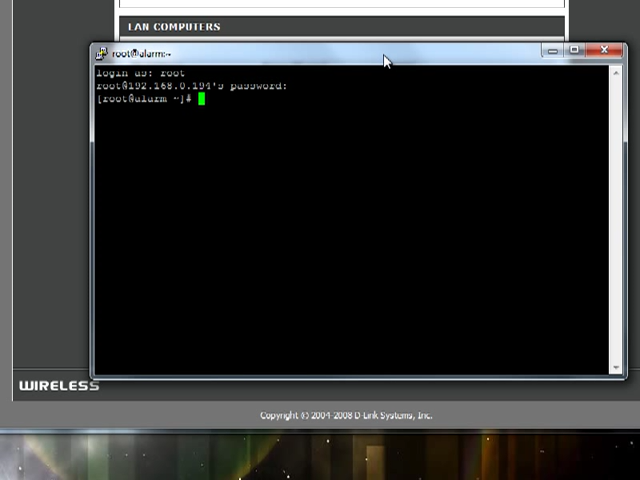 LAN COMPUTERS
root@alarm:~
login as: root
root@192.168.0.194's password:
[root@alarm ~]#
WIRELESS
Copyright © 2004-2008 D-Link Systems, Inc.